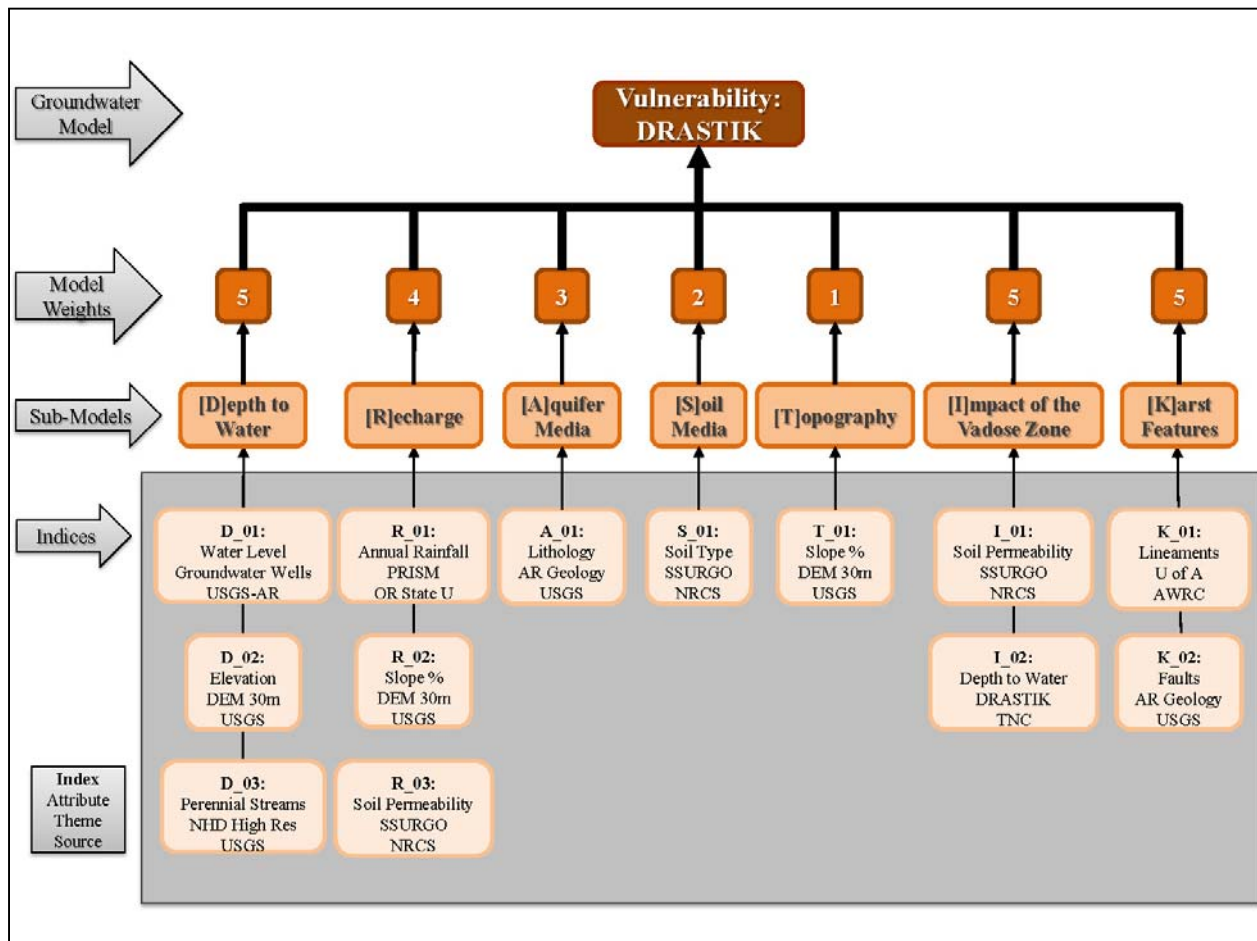 Groundwater
Model
Vulnerability:
DRASTIK
Model
Weights
5
4
3
2
1
5
5
Sub-Models
[D]epth to
Water
[R]echarge
[A]quifer
Media
[S]oil
Media
[T]opography
[I]mpact of the
Vadose Zone
[K]arst
Features
Indices
D_01:
Water Level
Groundwater Wells
USGS-AR
R_01:
Annual Rainfall
PRISM
OR State U
A_01:
Lithology
AR Geology
USGS
S_01:
Soil Type
SSURGO
NRCS
T_01:
Slope %
DEM 30m
USGS
I_01:
Soil Permeability
SSURGO
NRCS
K_01:
Lineaments
U of A
AWRC
D_02:
Elevation
DEM 30m
USGS
R_02:
Slope %
DEM 30m
USGS
I_02:
Depth to Water
DRASTIK
TNC
K_02:
Faults
AR Geology
USGS
Index
Attribute
Theme
Source
D_03:
Perennial Streams
NHD High Res
USGS
R_03:
Soil Permeability
SSURGO
NRCS